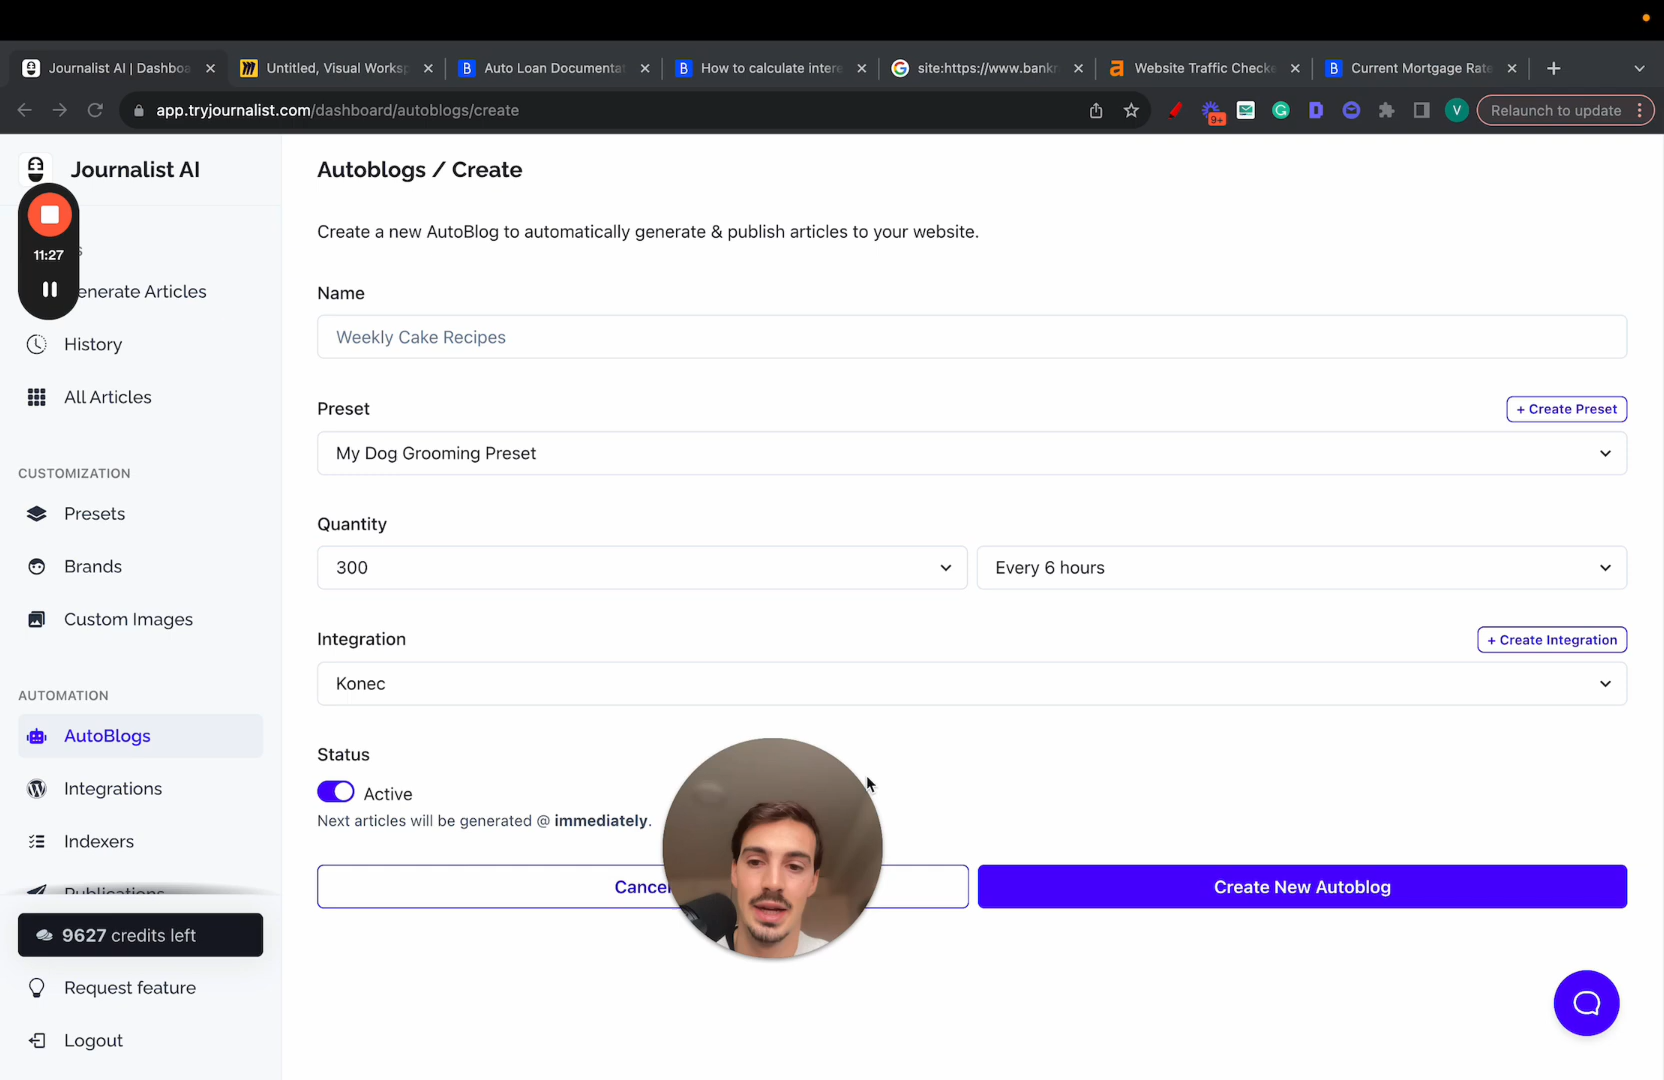 Journalist AI | Dashbo
Untitled, Visual Worksp
Auto Loan Documentat
How to calculate intere
site:https://www.bankr
Website Traffic Checke
Current Mortgage Rate
app.tryjournalist.com/dashboard/autoblogs/create
9+
V
Relaunch to update
Journalist AI
11:27
enerate Articles
History
All Articles
CUSTOMIZATION
Presets
Brands
Custom Images
AUTOMATION
AutoBlogs
Integrations
Indexers
Publications
9627 credits left
Request feature
Logout
Autoblogs / Create
Create a new AutoBlog to automatically generate & publish articles to your website.
Name
Weekly Cake Recipes
Preset
+ Create Preset
My Dog Grooming Preset
Quantity
300
Every 6 hours
Integration
+ Create Integration
Konec
Status
Active
Next articles will be generated @ immediately.
Cancel
Create New Autoblog